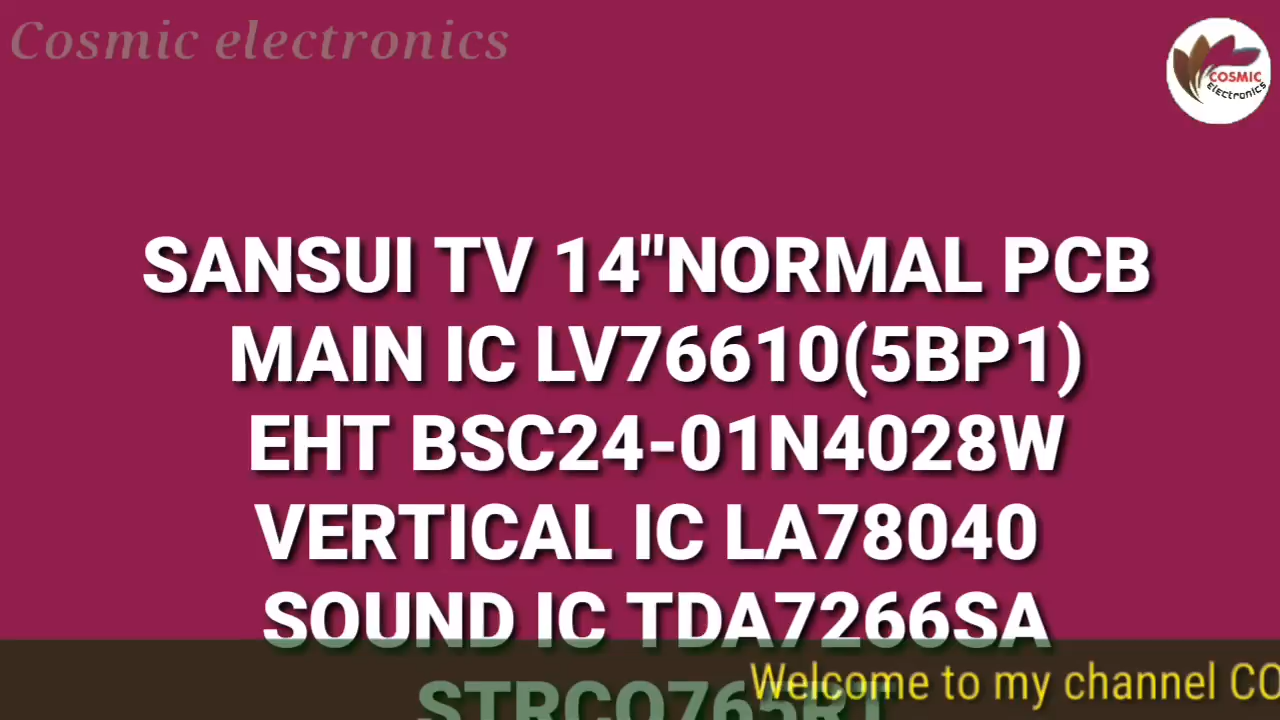 Cosmic electronics
COSMIC
Electronics
SANSUI TV 14"NORMAL PCB
MAIN IC LV76610(5BP1)
EHT BSC24-01N4028W
VERTICAL IC LA78040
SOUND IC TDA7266SA
Welcome to my channel CO